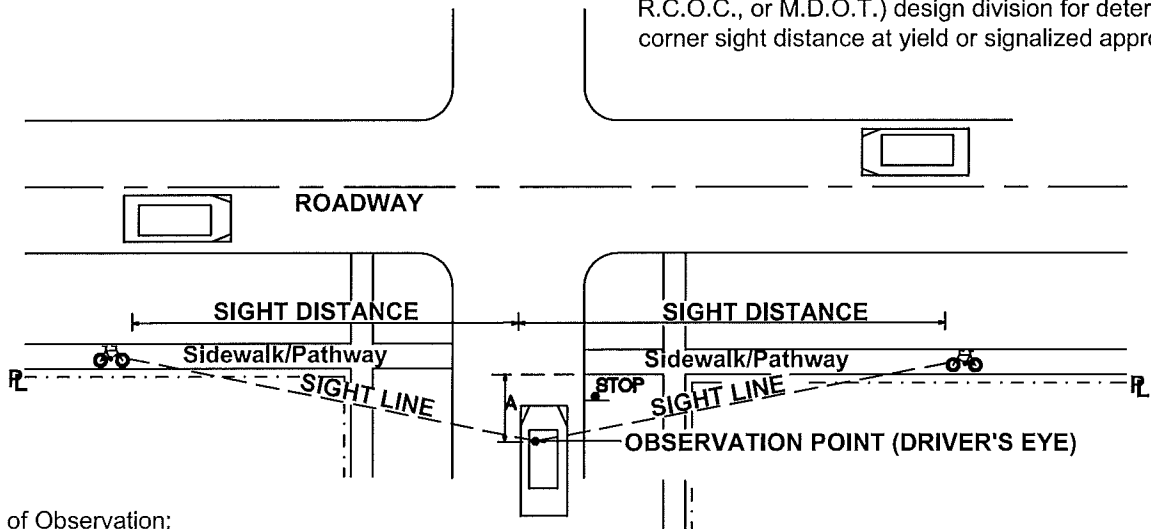 R.C.O.C., or M.D.O.T.) design division for deter
corner sight distance at yield or signalized appr
ROADWAY
SIGHT DISTANCE
SIGHT DISTANCE
Sidewalk/Pathway
Sidewalk/Pathway
PL
SIGHT LINE
A
STOP
SIGHT LINE
PL
OBSERVATION POINT (DRIVER'S EYE)
of Observation: